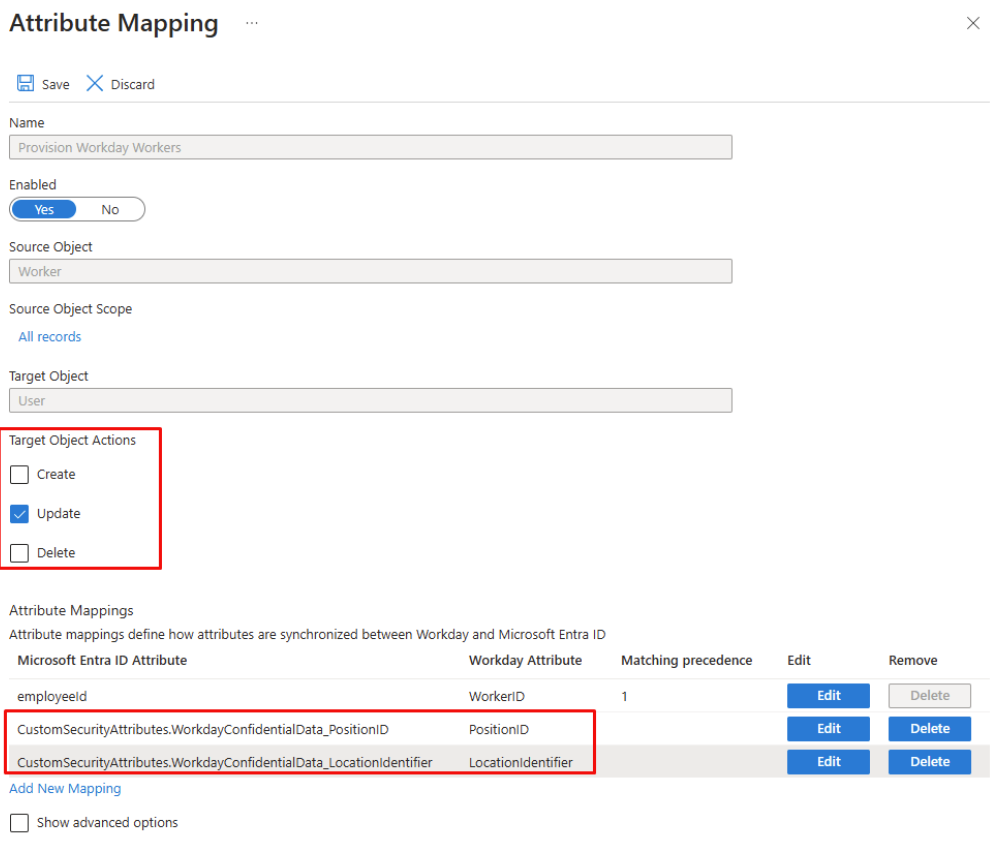 Attribute Mapping ...
Save Discard
Name
Provision Workday Workers
Enabled
Yes No
Source Object
Worker
Source Object Scope
All records
Target Object
User
Target Object Actions
Create
Update
Delete
Attribute Mappings
Attribute mappings define how attributes are synchronized between Workday and Microsoft Entra ID
Microsoft Entra ID Attribute Workday Attribute Matching precedence Edit Remove
employeeId WorkerID 1 Edit Delete
CustomSecurityAttributes.WorkdayConfidentialData_PositionID PositionID Edit Delete
CustomSecurityAttributes.WorkdayConfidentialData_LocationIdentifier LocationIdentifier Edit Delete
Add New Mapping
Show advanced options